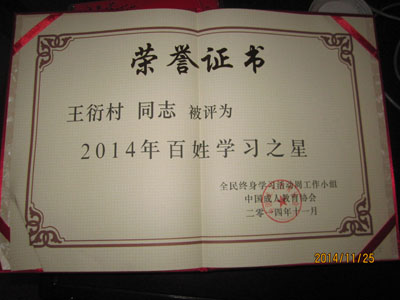 荣誉证书
王衍村 同志 被评为
2014年百姓学习之星
全民终身学习活动周工作小组
中国成人教育协会
二〇一四年十一月
2014/11/25